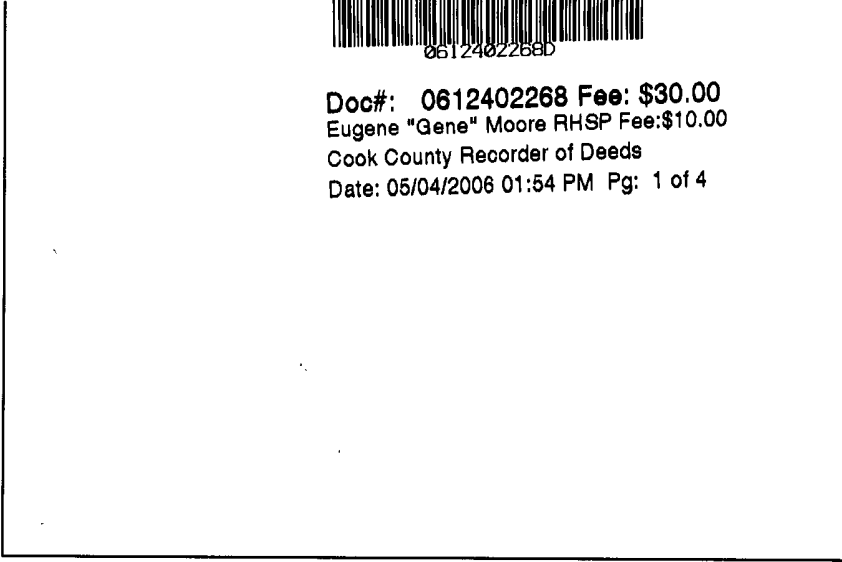 0612402268D
Doc#: 0612402268 Fee: $30.00
Eugene "Gene" Moore RHSP Fee:$10.00
Cook County Recorder of Deeds
Date: 05/04/2006 01:54 PM Pg: 1 of 4